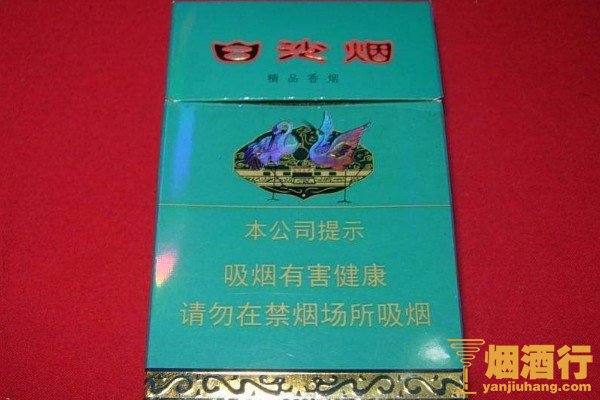 白沙烟
精品香烟
本公司提示
吸烟有害健康
请勿在禁烟场所吸烟
烟酒行
yanjiuhang.com